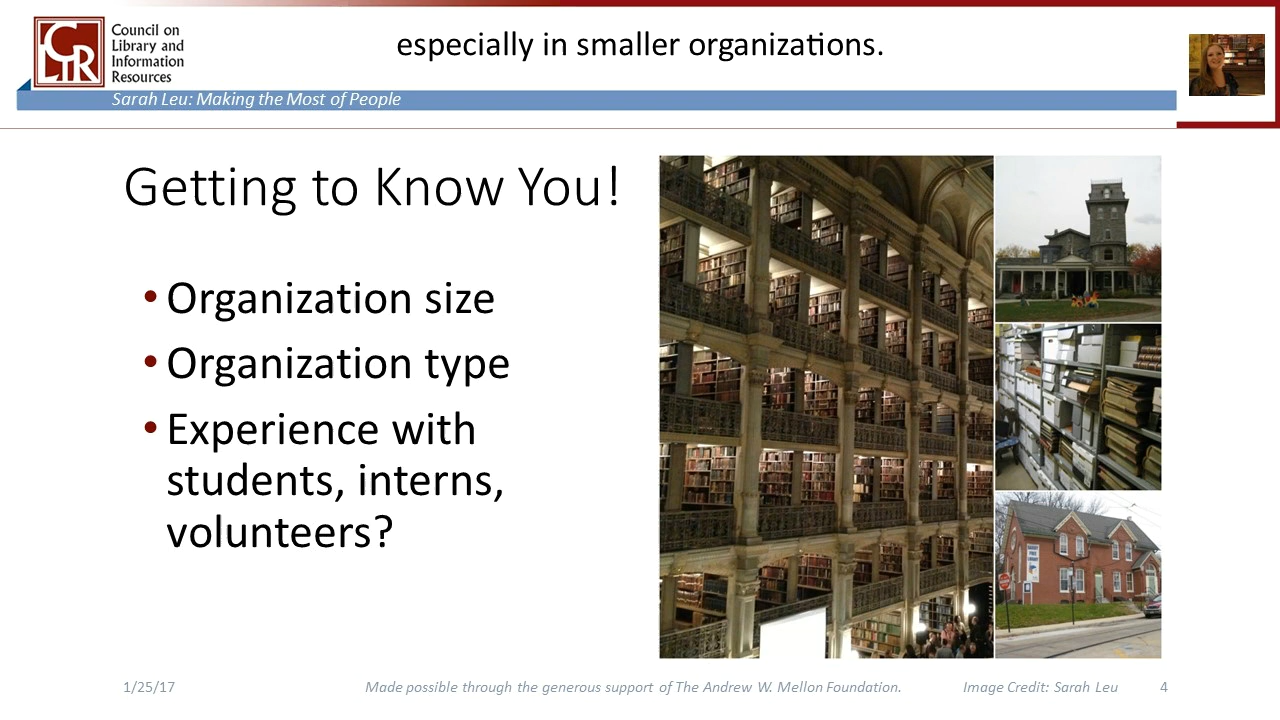 Council on
Library and
Information
Resources
especially in smaller organizations.
Sarah Leu: Making the Most of People
Getting to Know You!
• Organization size
• Organization type
• Experience with
students, interns,
volunteers?
1/25/17
Made possible through the generous support of The Andrew W. Mellon Foundation.
Image Credit: Sarah Leu
4